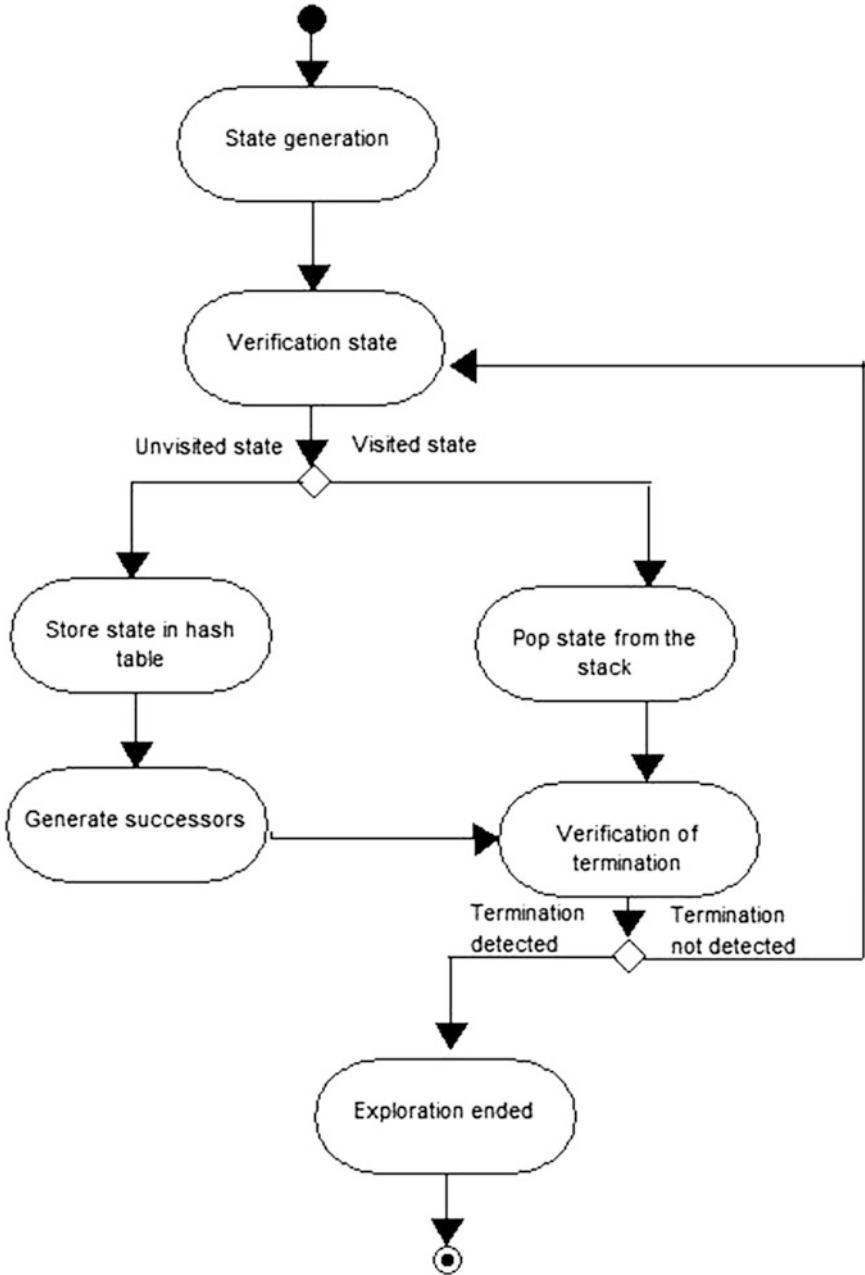 State generation
Verification state
Unvisited state
Visited state
Store state in hash
table
Pop state from the
stack
Generate successors
Verification of
termination
Termination
detected
Termination
not detected
Exploration ended